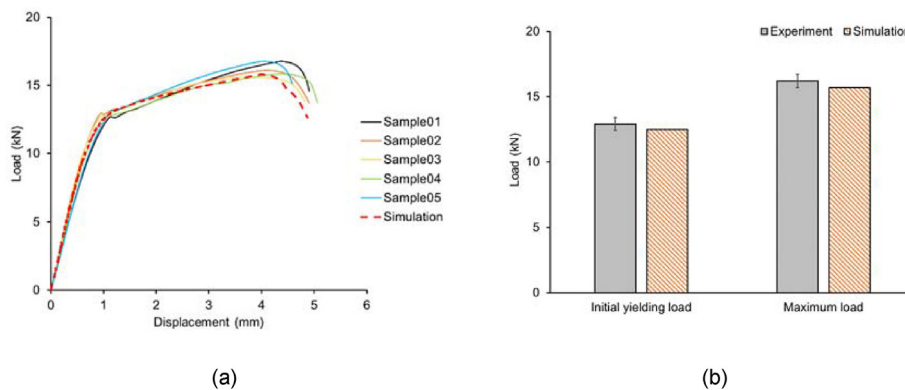 20
15
10
5
0
Load (kN)
0 1 2 3 4 5 6
Displacement (mm)
Sample01
Sample02
Sample03
Sample04
Sample05
Simulation
(a)
Experiment Simulation
20
15
10
5
0
Load (kN)
Initial yielding load Maximum load
(b)